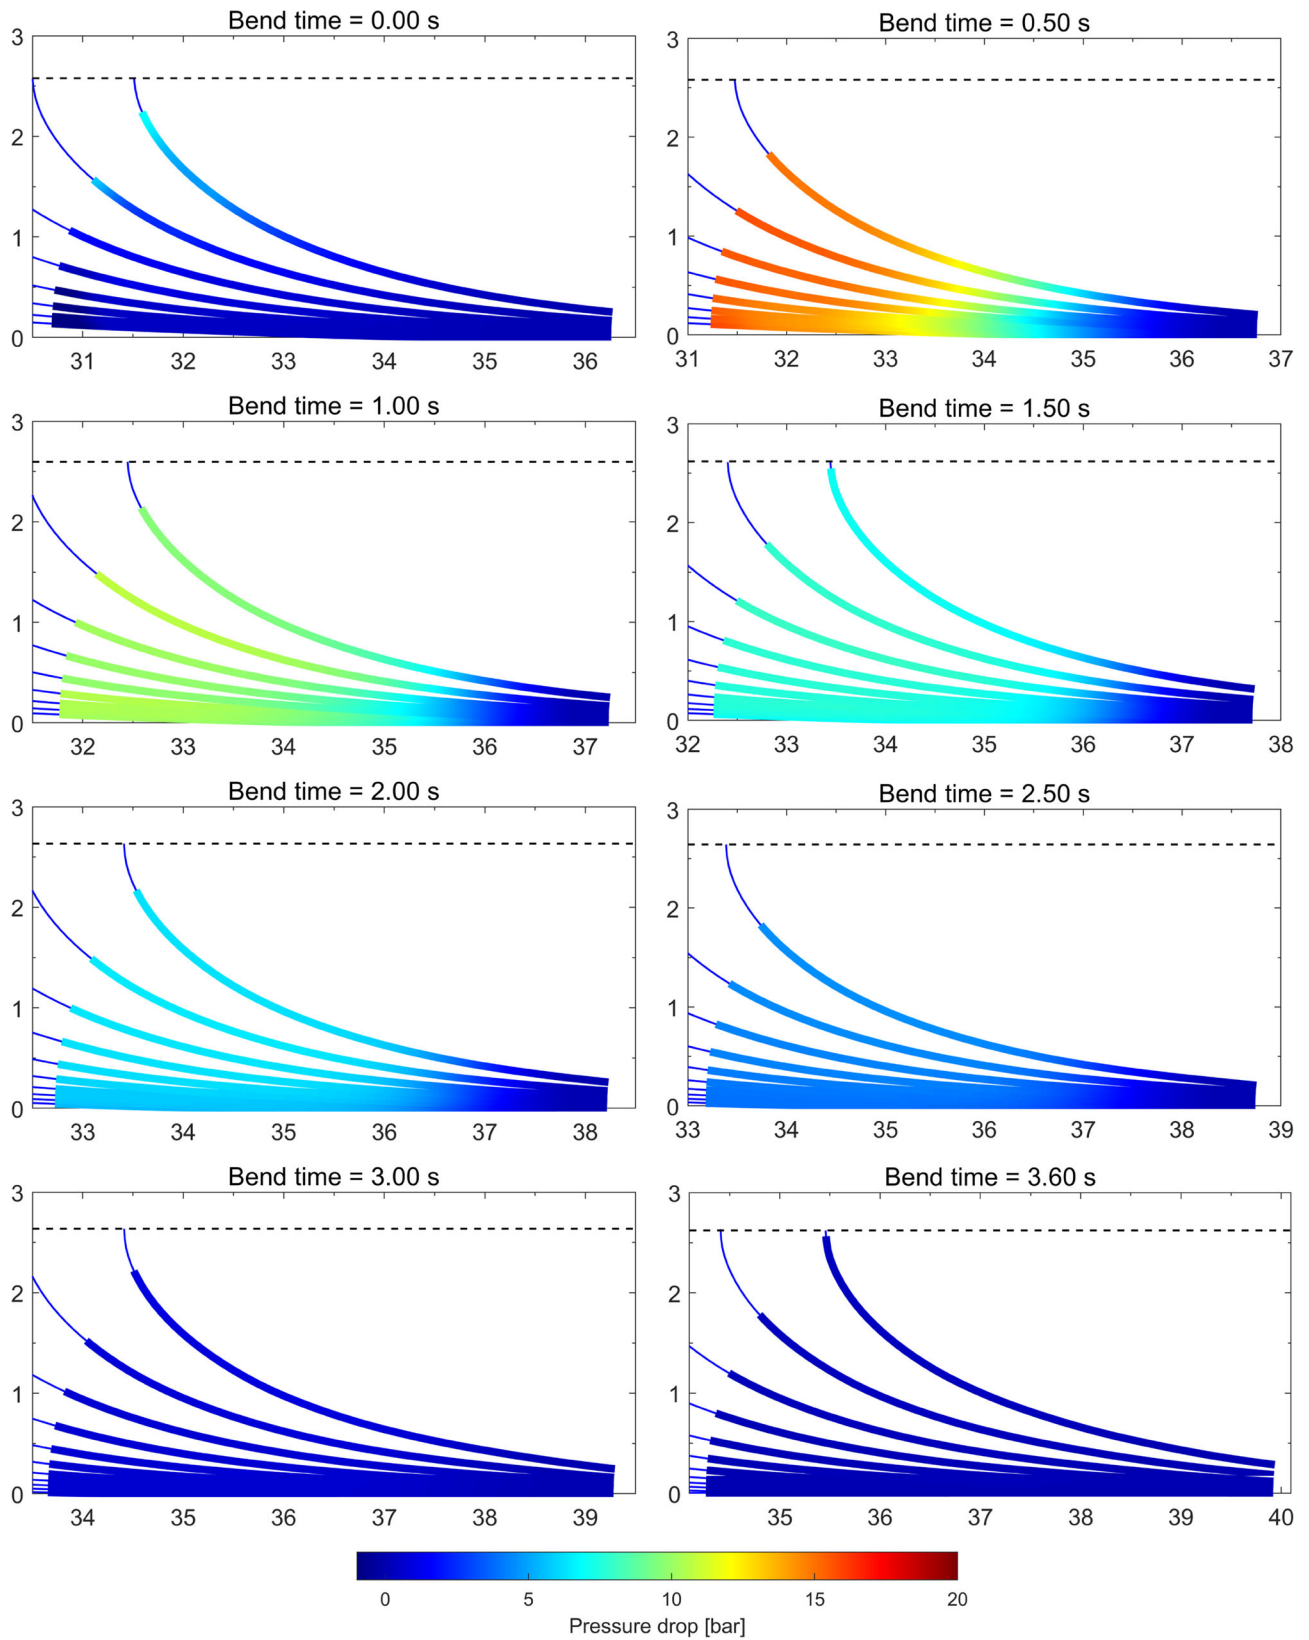 Bend time = 0.00 s
3
2
1
0
31 32 33 34 35 36
Bend time = 0.50 s
3
2
1
0
31 32 33 34 35 36 37
Bend time = 1.00 s
3
2
1
0
32 33 34 35 36 37
Bend time = 1.50 s
3
2
1
0
32 33 34 35 36 37 38
Bend time = 2.00 s
3
2
1
0
33 34 35 36 37 38
Bend time = 2.50 s
3
2
1
0
33 34 35 36 37 38 39
Bend time = 3.00 s
3
2
1
0
34 35 36 37 38 39
Bend time = 3.60 s
3
2
1
0
35 36 37 38 39 40
0 5 10 15 20
Pressure drop [bar]